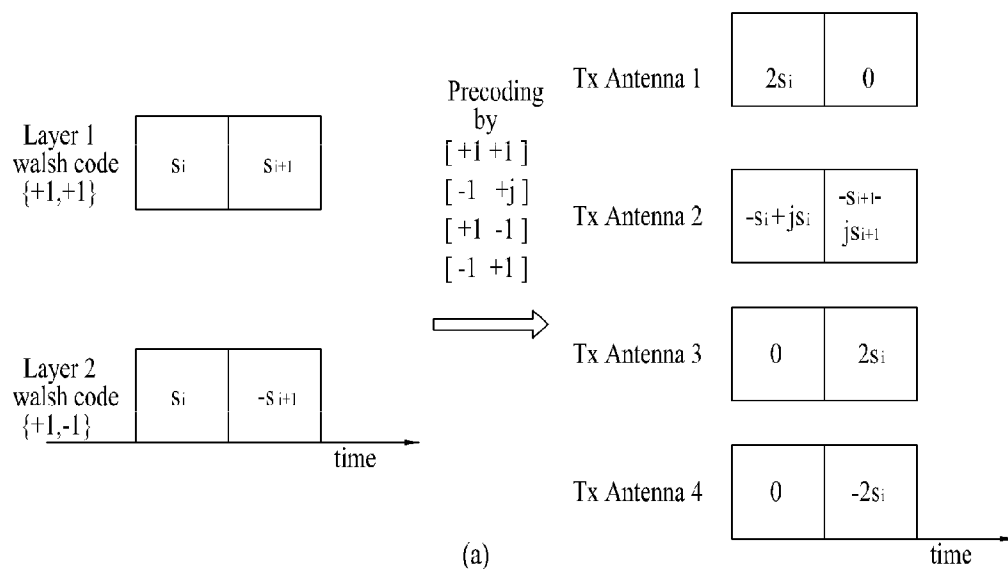 Layer 1
walsh code
{+1,+1}
si
si+1
Layer 2
walsh code
{+1,-1}
si
-si+1
time
Precoding
by
[ +1 +1 ]
[ -1 +j ]
[ +1 -1 ]
[ -1 +1 ]
Tx Antenna 1
2si
0
Tx Antenna 2
-si+jsi
-si+1-
jsi+1
Tx Antenna 3
0
2si
Tx Antenna 4
0
-2si
time
(a)